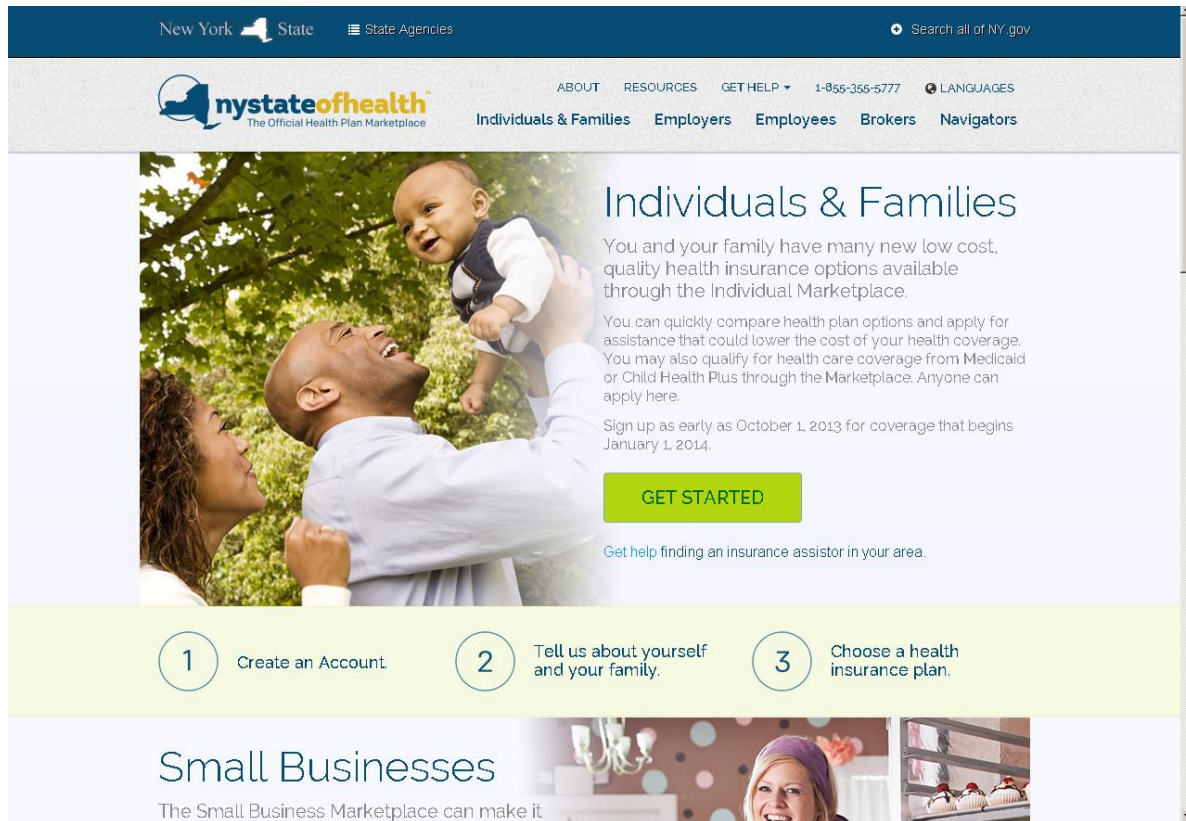 New York State
State Agencies
Search all of NY.gov
nystateofhealth™
The Official Health Plan Marketplace
ABOUT RESOURCES GET HELP 1-855-355-5777 LANGUAGES
Individuals & Families Employers Employees Brokers Navigators
Individuals & Families
You and your family have many new low cost,
quality health insurance options available
through the Individual Marketplace.
You can quickly compare health plan options and apply for
assistance that could lower the cost of your health coverage.
You may also qualify for health care coverage from Medicaid
or Child Health Plus through the Marketplace. Anyone can
apply here.
Sign up as early as October 1, 2013 for coverage that begins
January 1, 2014.
GET STARTED
Get help finding an insurance assistor in your area.
1
Create an Account.
2
Tell us about yourself
and your family.
3
Choose a health
insurance plan.
Small Businesses
The Small Business Marketplace can make it